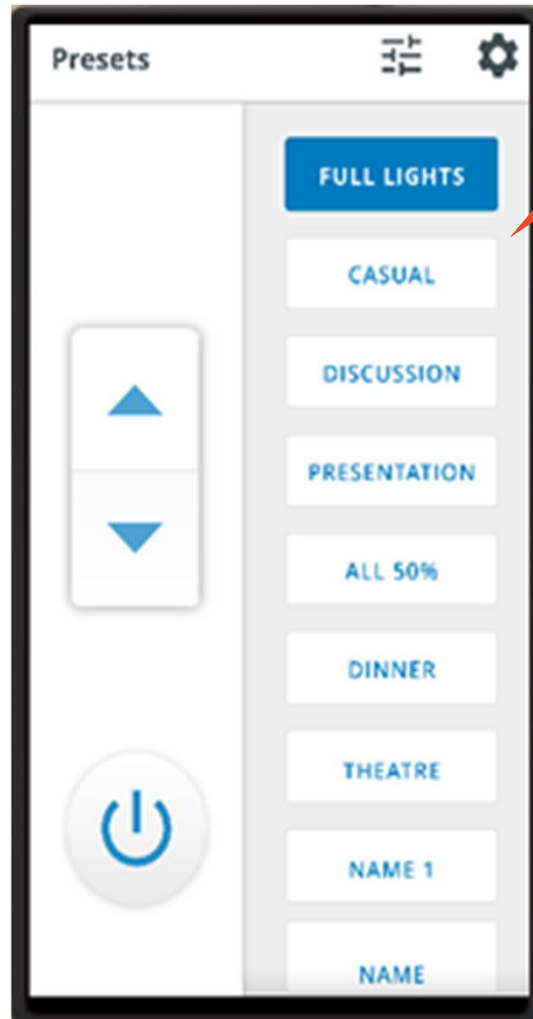 Presets
FULL LIGHTS
CASUAL
DISCUSSION
PRESENTATION
ALL 50%
DINNER
THEATRE
NAME 1
NAME